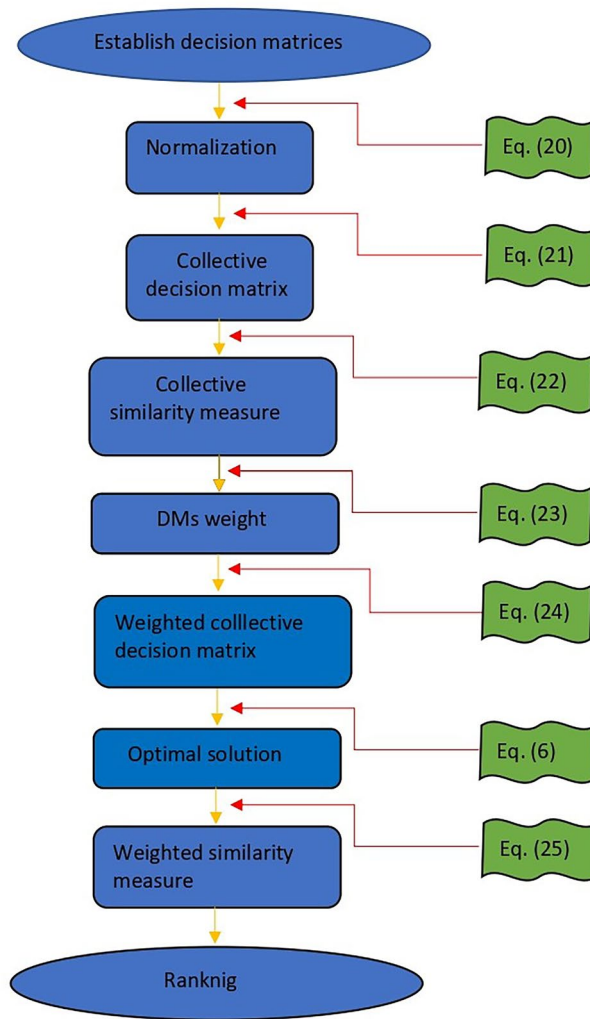 Establish decision matrices
Eq. (20)
Normalization
Eq. (21)
Collective
decision matrix
Eq. (22)
Collective
similarity measure
Eq. (23)
DMs weight
Eq. (24)
Weighted colllective
decision matrix
Eq. (6)
Optimal solution
Eq. (25)
Weighted similarity
measure
Ranknig